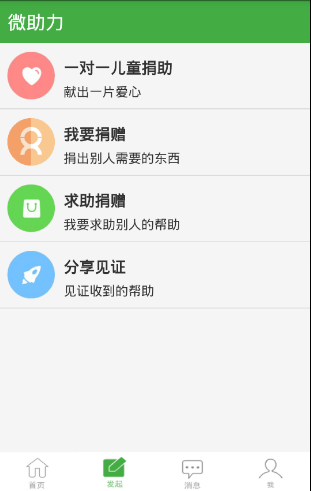 微助力
一对一儿童捐助
献出一片爱心
我要捐赠
捐出别人需要的东西
求助捐赠
我要求助别人的帮助
分享见证
见证收到的帮助
首页
发起
消息
我